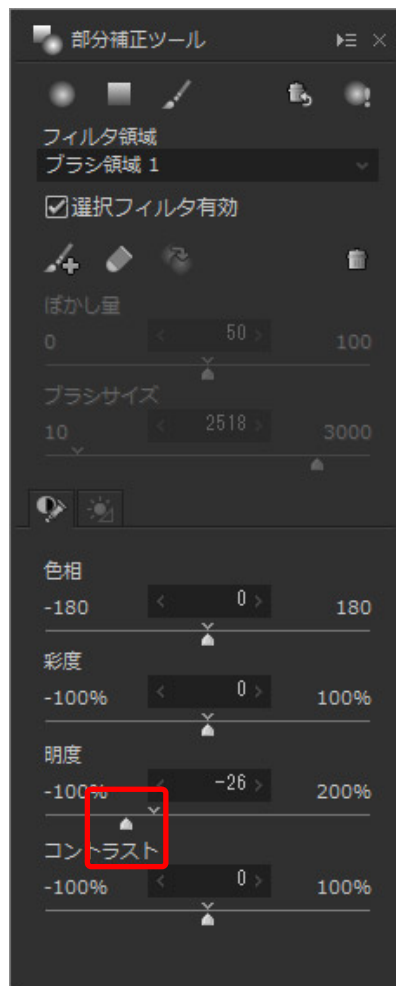 部分補正ツール
フィルタ領域
ブラシ領域 1
選択フィルタ有効
ぼかし量
0 50 100
ブラシサイズ
10 2518 3000
色相
-180 0 180
彩度
-100% 0 100%
明度
-100% -26 200%
コントラスト
-100% 0 100%